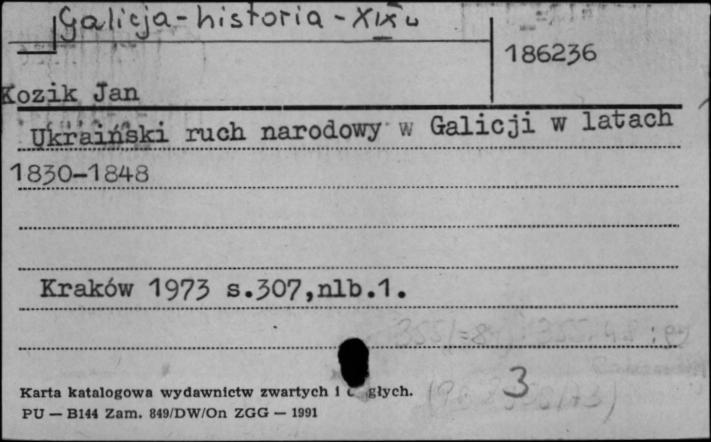 Galicja-historia-XIX w
186236
Kozik Jan
Ukraiński ruch narodowy w Galicji w latach
1830-1848
Kraków 1973 s.307,nlb.1.
3
Karta katalogowa wydawnictw zwartych i głych.
PU — B144 Zam. 849/DW/On ZGG — 1991